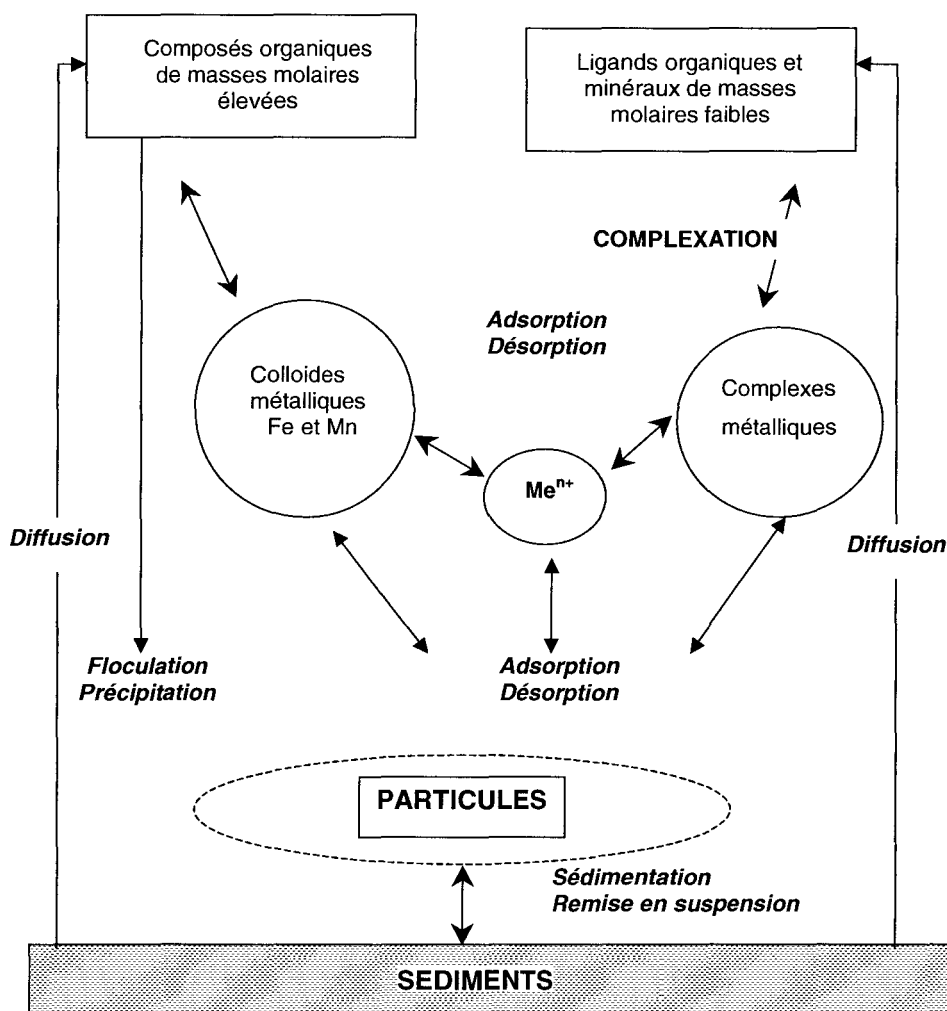 Composés organiques
de masses molaires
élevées
Ligands organiques et
minéraux de masses
molaires faibles
COMPLEXATION
Adsorption
Désorption
Colloides
métalliques
Fe et Mn
Complexes
métalliques
Meⁿ⁺
Diffusion
Diffusion
Floculation
Précipitation
Adsorption
Désorption
PARTICULES
Sédimentation
Remise en suspension
SEDIMENTS